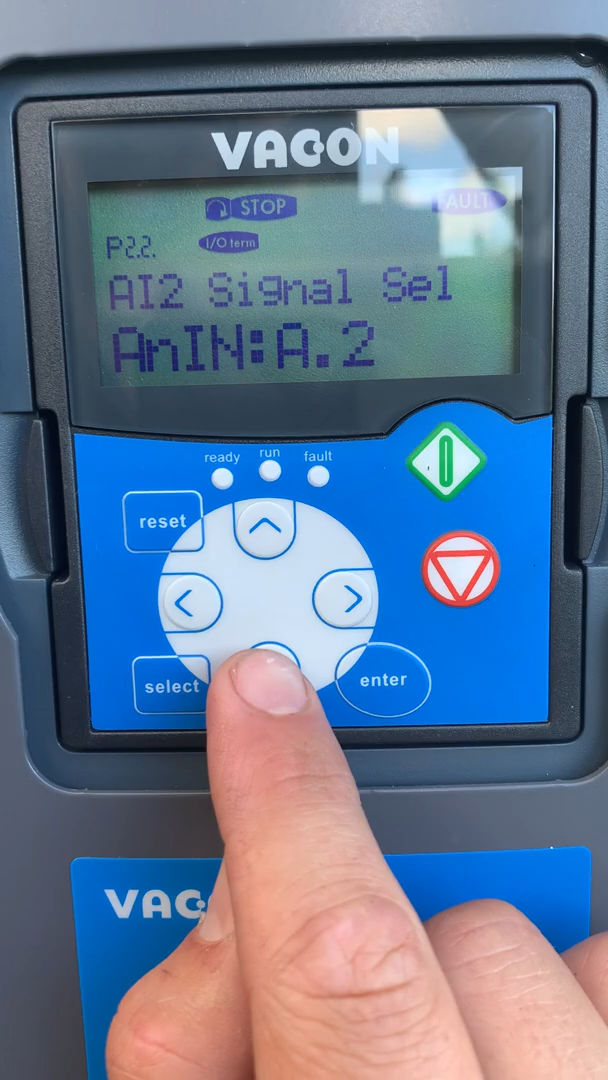 VACON
STOP
FAULT
I/O term
P2.2.
AI2 Signal Sel
AnIN:A.2
ready
run
fault
reset
select
enter